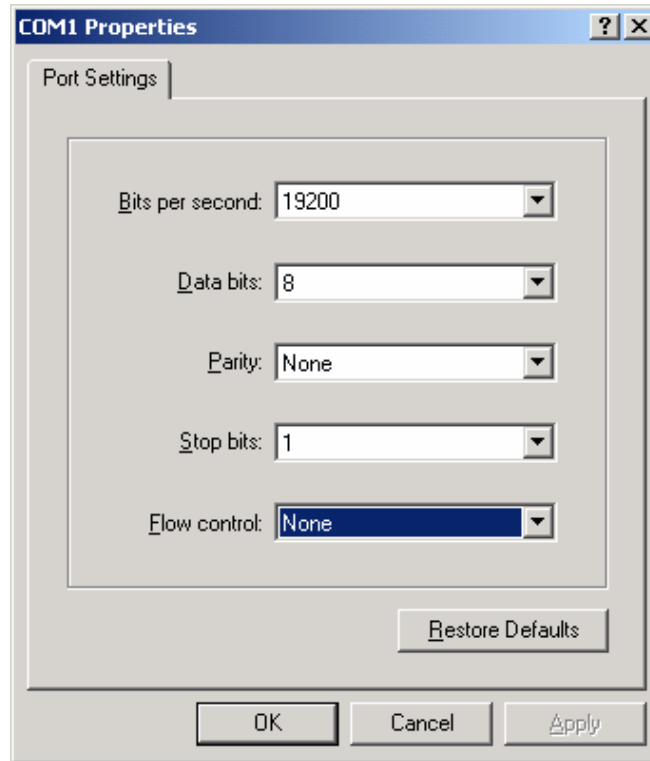 COM1 Properties
Port Settings
Bits per second: 19200
Data bits: 8
Parity: None
Stop bits: 1
Flow control: None
Restore Defaults
OK Cancel Apply